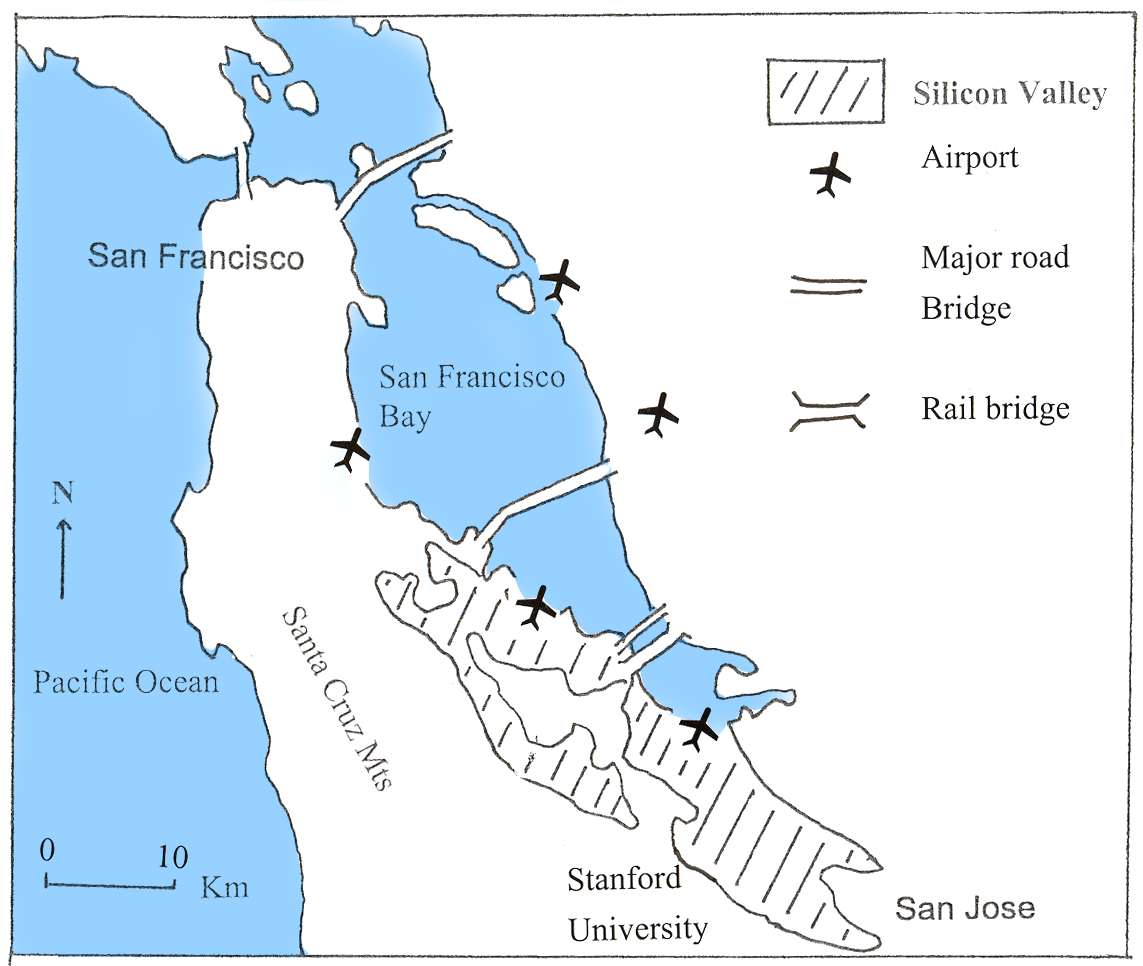 Silicon Valley
Airport
Major road
Bridge
Rail bridge
San Francisco
San Francisco
Bay
N
Pacific Ocean
Santa Cruz Mts
0 10
Km
Stanford
University
San Jose